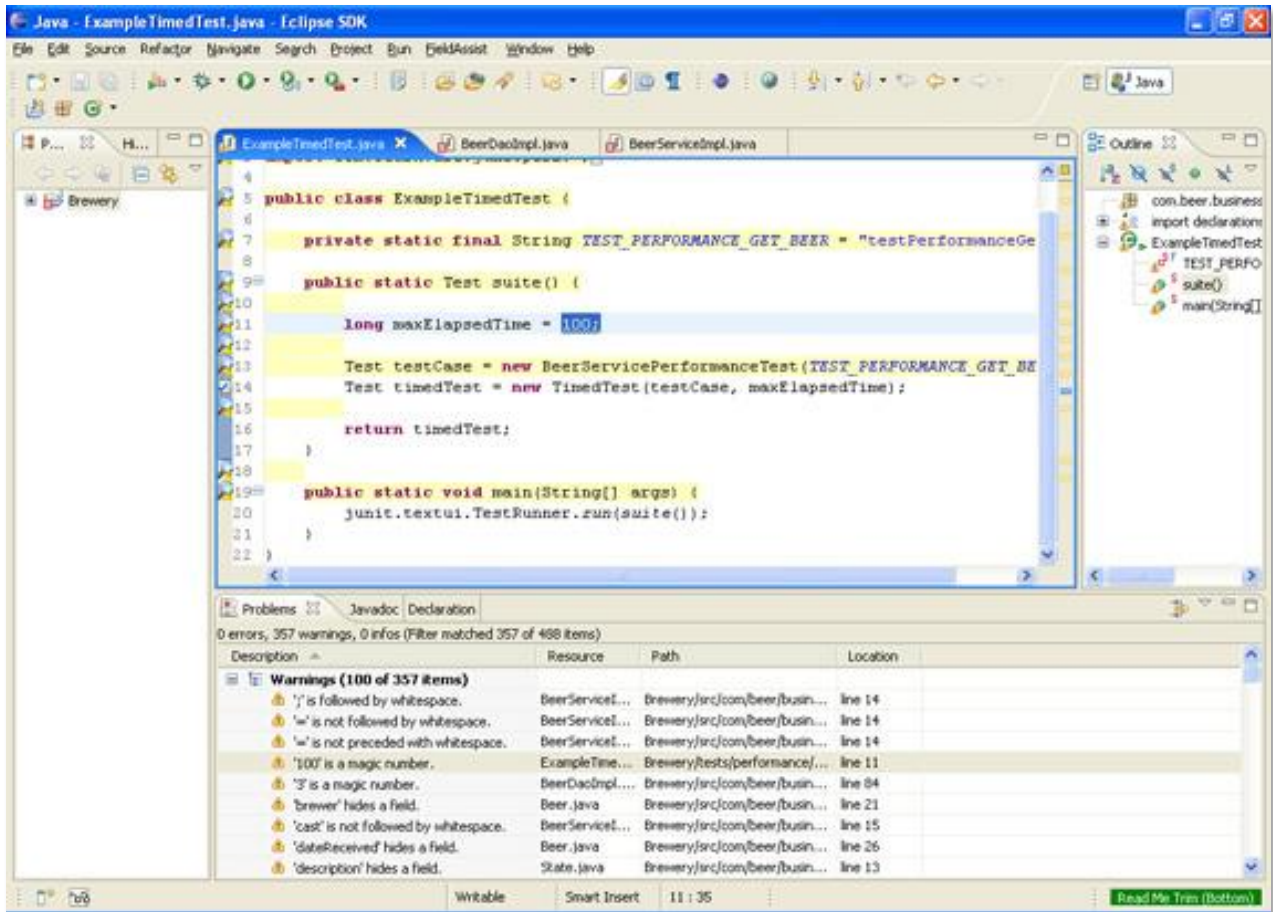 Java - ExampleTimedTest.java - Eclipse SDK
File Edit Source Refactor Navigate Search Project Run FieldAssist Window Help
Java
P... Hi...
ExampleTimedTest.java BeerDaoImpl.java BeerServiceImpl.java
Outline
Brewery
4
5 public class ExampleTimedTest {
6
7 private static final String TEST_PERFORMANCE_GET_BEER = "testPerformanceGe
8
9 public static Test suite() {
10
11 long maxElapsedTime = 100;
12
13 Test testCase = new BeerServicePerformanceTest(TEST_PERFORMANCE_GET_BE
14 Test timedTest = new TimedTest(testCase, maxElapsedTime);
15
16 return timedTest;
17 }
18
19 public static void main(String[] args) {
20 junit.textui.TestRunner.run(suite());
21 }
22 }
com.beer.business
import declarations
ExampleTimedTest
TEST_PERFO
suite()
main(String[]
Problems Javadoc Declaration
0 errors, 357 warnings, 0 infos (Filter matched 357 of 488 items)
Description Resource Path Location
Warnings (100 of 357 items)
';' is followed by whitespace. BeerServiceI... Brewery/src/com/beer/busin... line 14
'=' is not followed by whitespace. BeerServiceI... Brewery/src/com/beer/busin... line 14
'=' is not preceded with whitespace. BeerServiceI... Brewery/src/com/beer/busin... line 14
'100' is a magic number. ExampleTime... Brewery/tests/performance/... line 11
'3' is a magic number. BeerDaoImpl.... Brewery/src/com/beer/busin... line 84
'brewer' hides a field. Beer.java Brewery/src/com/beer/busin... line 21
'cast' is not followed by whitespace. BeerServiceI... Brewery/src/com/beer/busin... line 15
'dateReceived' hides a field. Beer.java Brewery/src/com/beer/busin... line 26
'description' hides a field. State.java Brewery/src/com/beer/busin... line 13
Writable Smart Insert 11 : 35 Read Me Trim (Bottom)